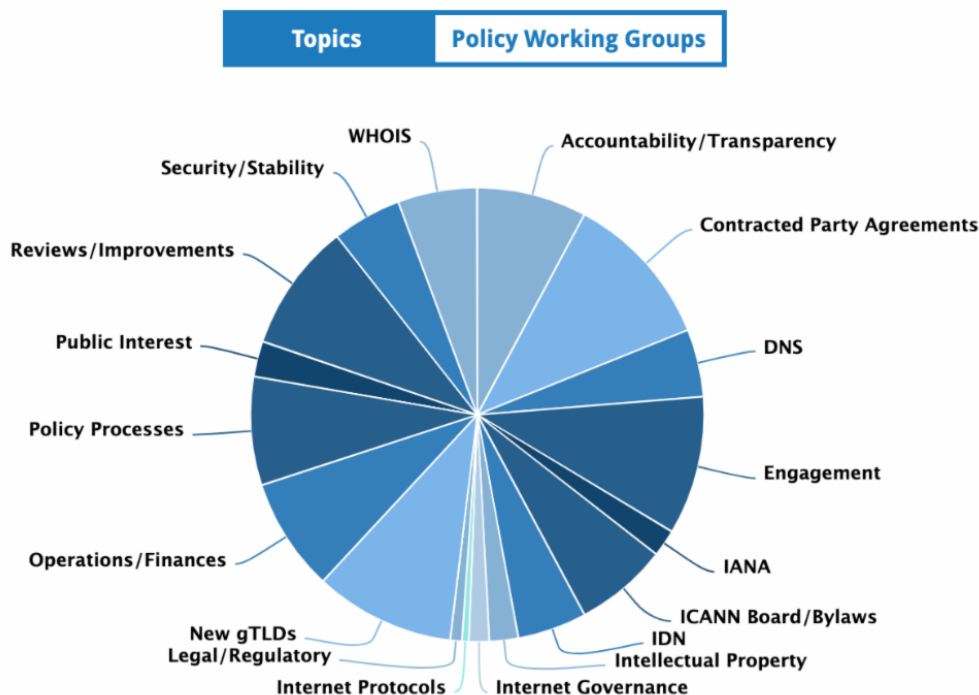 Topics
Policy Working Groups
WHOIS
Accountability/Transparency
Security/Stability
Contracted Party Agreements
Reviews/Improvements
Public Interest
DNS
Policy Processes
Engagement
Operations/Finances
IANA
ICANN Board/Bylaws
New gTLDs
IDN
Legal/Regulatory
Intellectual Property
Internet Protocols
Internet Governance